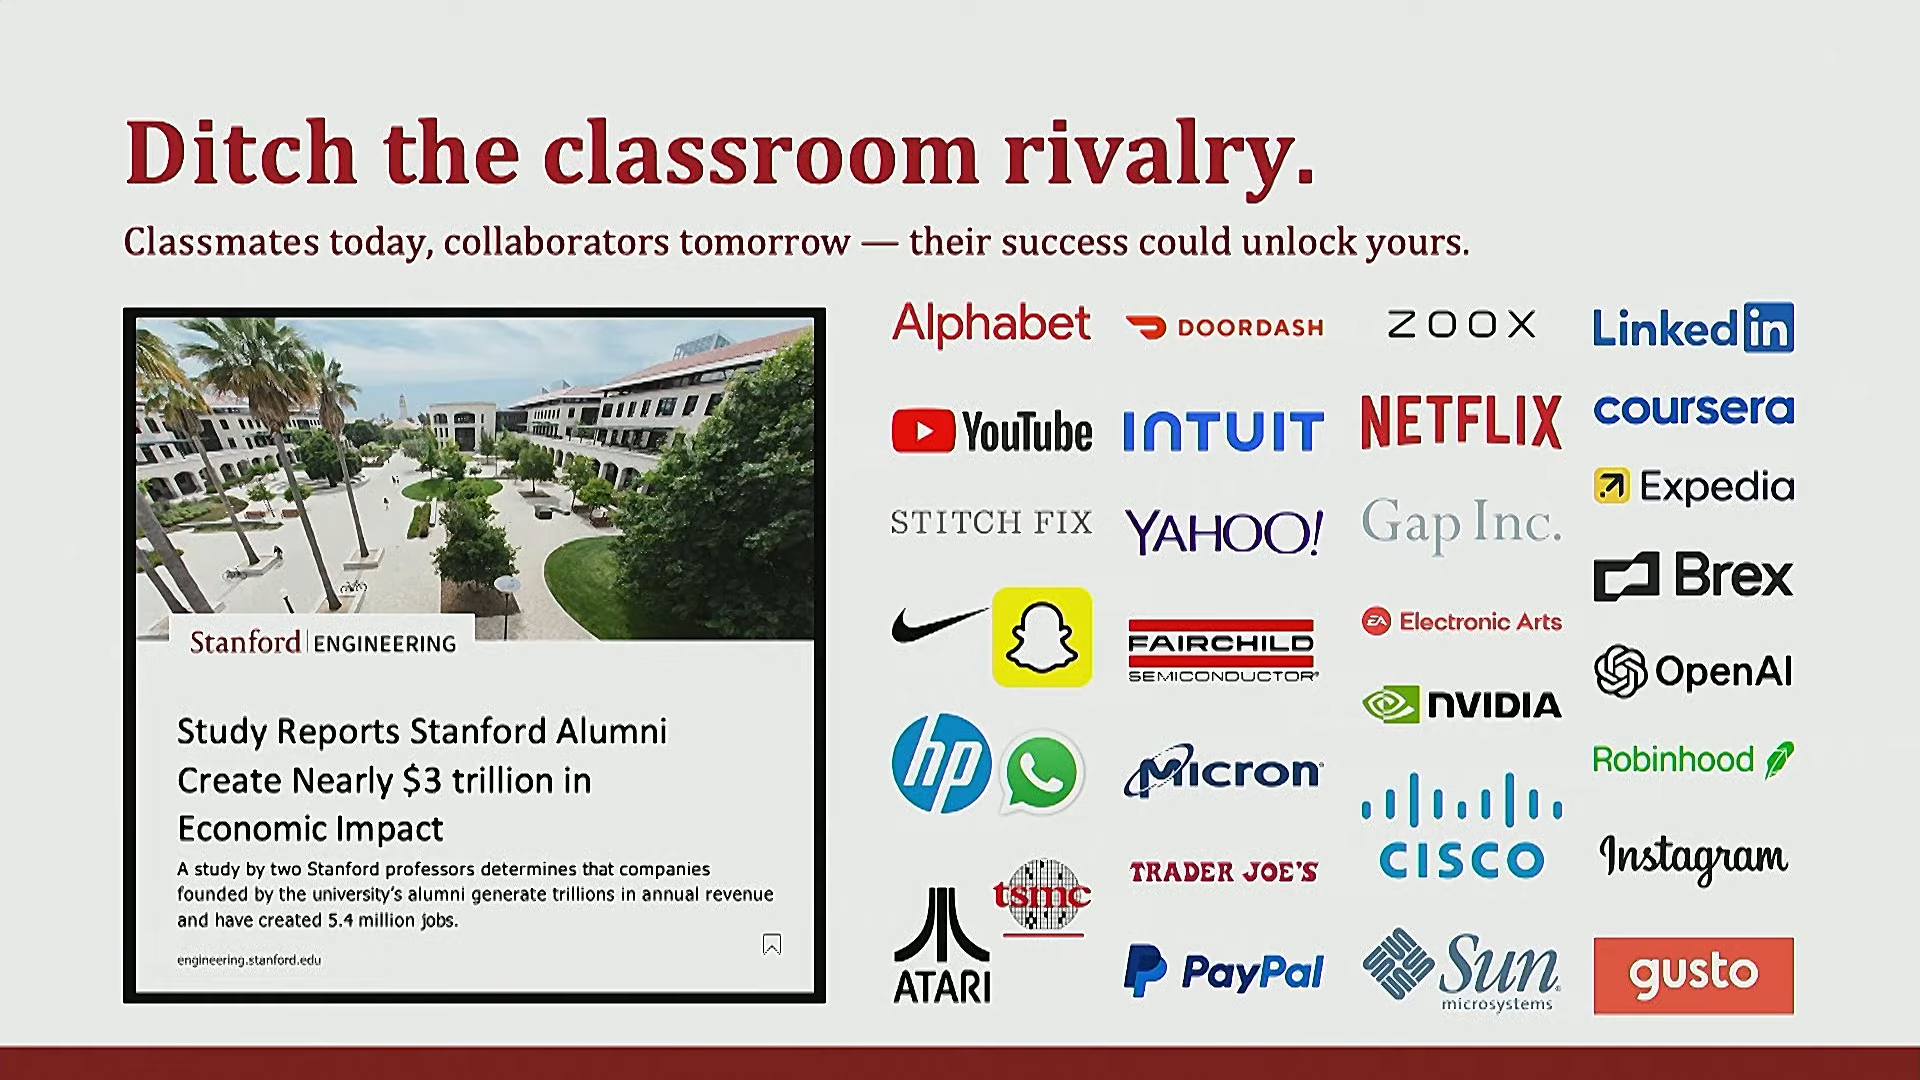 Ditch the classroom rivalry.
Classmates today, collaborators tomorrow — their success could unlock yours.
Stanford | ENGINEERING
Study Reports Stanford Alumni
Create Nearly $3 trillion in
Economic Impact
A study by two Stanford professors determines that companies
founded by the university's alumni generate trillions in annual revenue
and have created 5.4 million jobs.
engineering.stanford.edu
Alphabet
YouTube
STITCH FIX
hp
tsmc
ATARI
DOORDASH
INTUIT
YAHOO!
FAIRCHILD
SEMICONDUCTOR®
Micron
TRADER JOE'S
PayPal
ZOOX
NETFLIX
Gap Inc.
EA Electronic Arts
NVIDIA
CISCO
Sun
microsystems
Linkedin
coursera
Expedia
Brex
OpenAI
Robinhood
Instagram
gusto